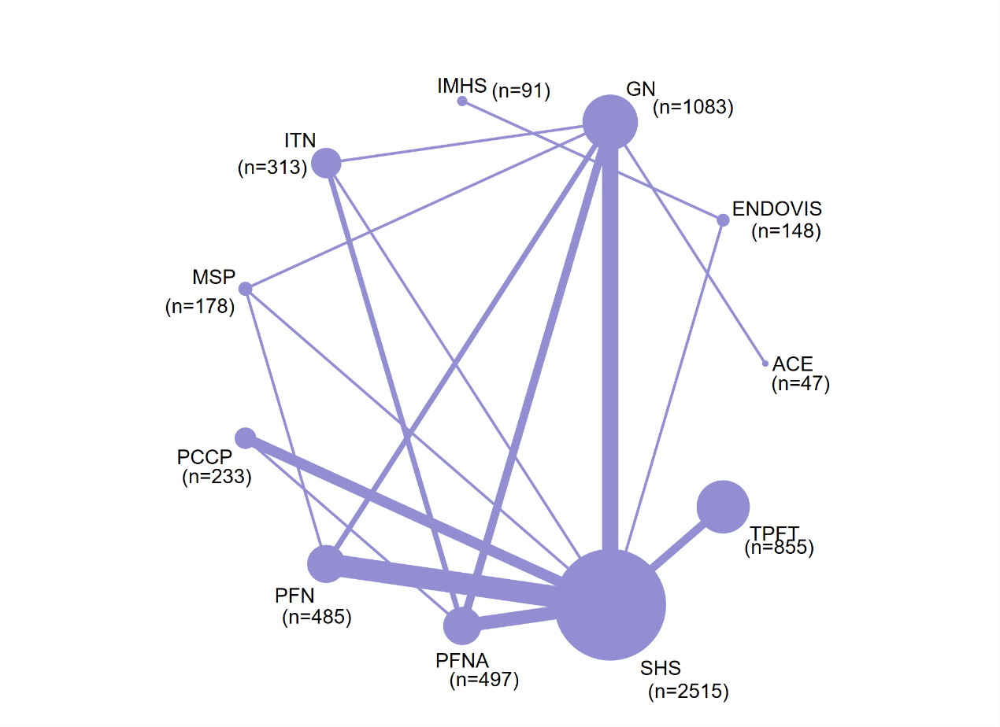 IMHS (n=91)
GN
(n=1083)
ITN
(n=313)
ENDOVIS
(n=148)
MSP
(n=178)
ACE
(n=47)
PCCP
(n=233)
TPFT
(n=855)
PFN
(n=485)
PFNA
(n=497)
SHS
(n=2515)